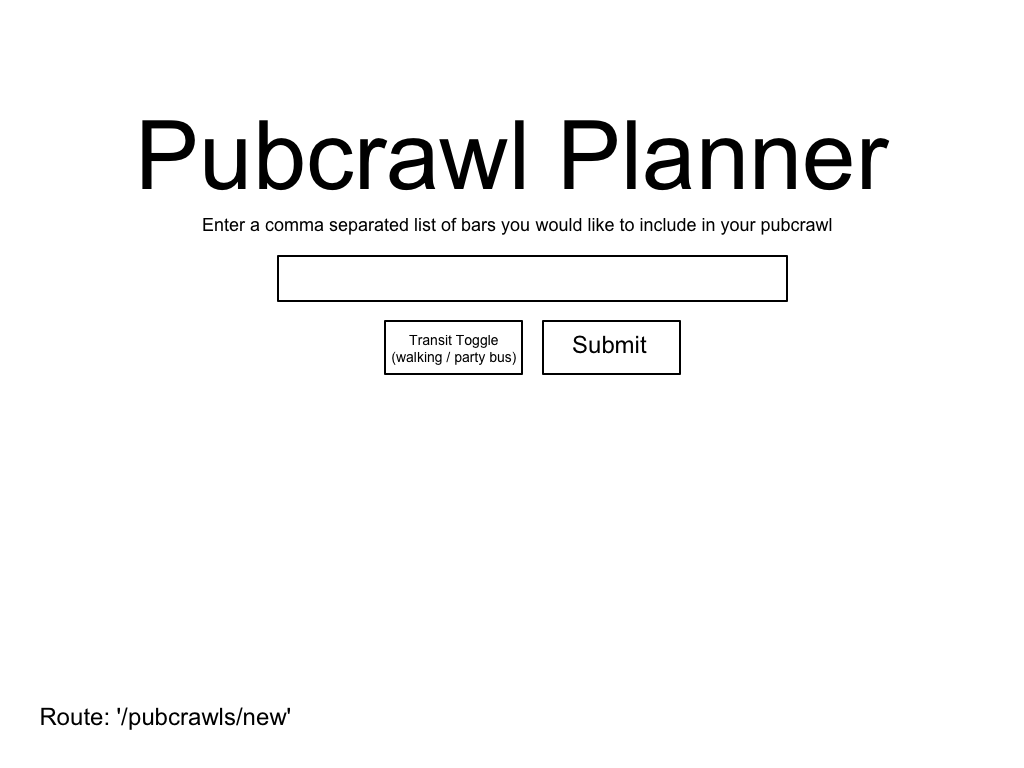 Pubcrawl Planner
Enter a comma separated list of bars you would like to include in your pubcrawl
Transit Toggle
(walking / party bus)
Submit
Route: '/pubcrawls/new'